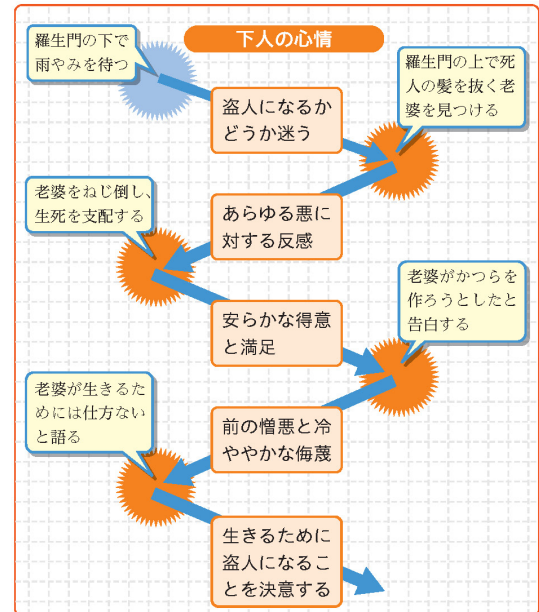 下人の心情
羅生門の下で
雨やみを待つ
盗人になるか
どうか迷う
羅生門の上で死
人の髪を抜く老
婆を見つける
あらゆる悪に
対する反感
老婆をねじ倒し、
生死を支配する
安らかな得意
と満足
老婆がかつらを
作ろうとしたと
告白する
前の憎悪と冷
ややかな侮蔑
老婆が生きるた
めには仕方ない
と語る
生きるために
盗人になるこ
とを決意する